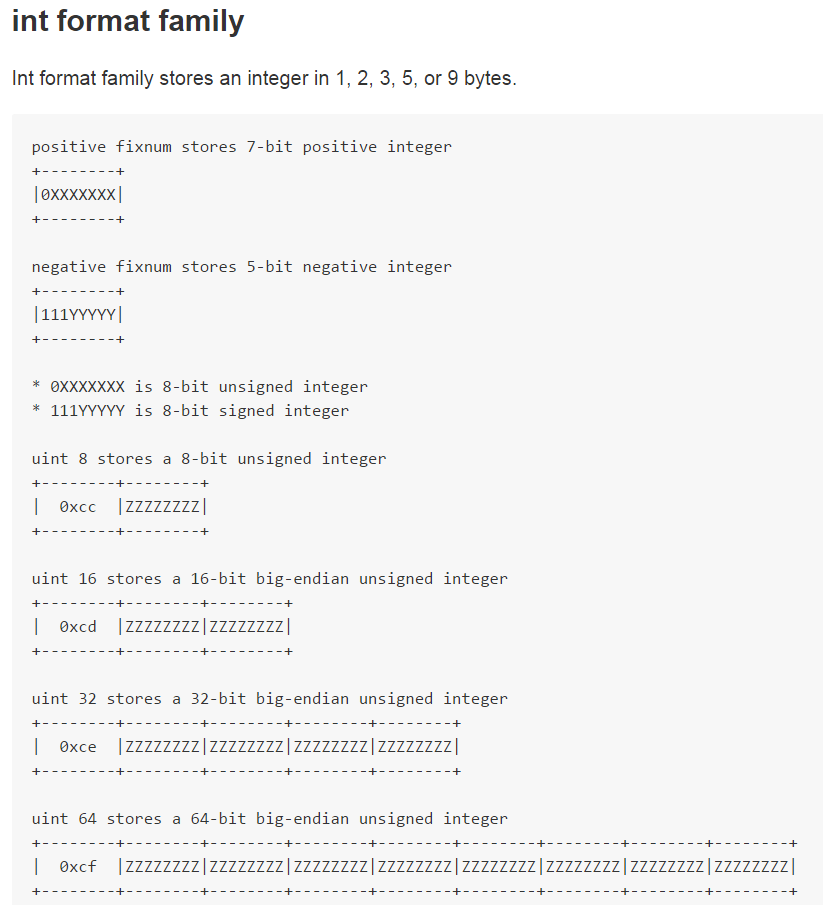 int format family
Int format family stores an integer in 1, 2, 3, 5, or 9 bytes.
positive fixnum stores 7-bit positive integer
+--------+
|0XXXXXXX|
+--------+
negative fixnum stores 5-bit negative integer
+--------+
|111YYYYY|
+--------+
* 0XXXXXXX is 8-bit unsigned integer
* 111YYYYY is 8-bit signed integer
uint 8 stores a 8-bit unsigned integer
+--------+--------+
|  0xcc  |ZZZZZZZZ|
+--------+--------+
uint 16 stores a 16-bit big-endian unsigned integer
+--------+--------+--------+
|  0xcd  |ZZZZZZZZ|ZZZZZZZZ|
+--------+--------+--------+
uint 32 stores a 32-bit big-endian unsigned integer
+--------+--------+--------+--------+--------+
|  0xce  |ZZZZZZZZ|ZZZZZZZZ|ZZZZZZZZ|ZZZZZZZZ|
+--------+--------+--------+--------+--------+
uint 64 stores a 64-bit big-endian unsigned integer
+--------+--------+--------+--------+--------+--------+--------+--------+--------+
|  0xcf  |ZZZZZZZZ|ZZZZZZZZ|ZZZZZZZZ|ZZZZZZZZ|ZZZZZZZZ|ZZZZZZZZ|ZZZZZZZZ|ZZZZZZZZ|
+--------+--------+--------+--------+--------+--------+--------+--------+--------+